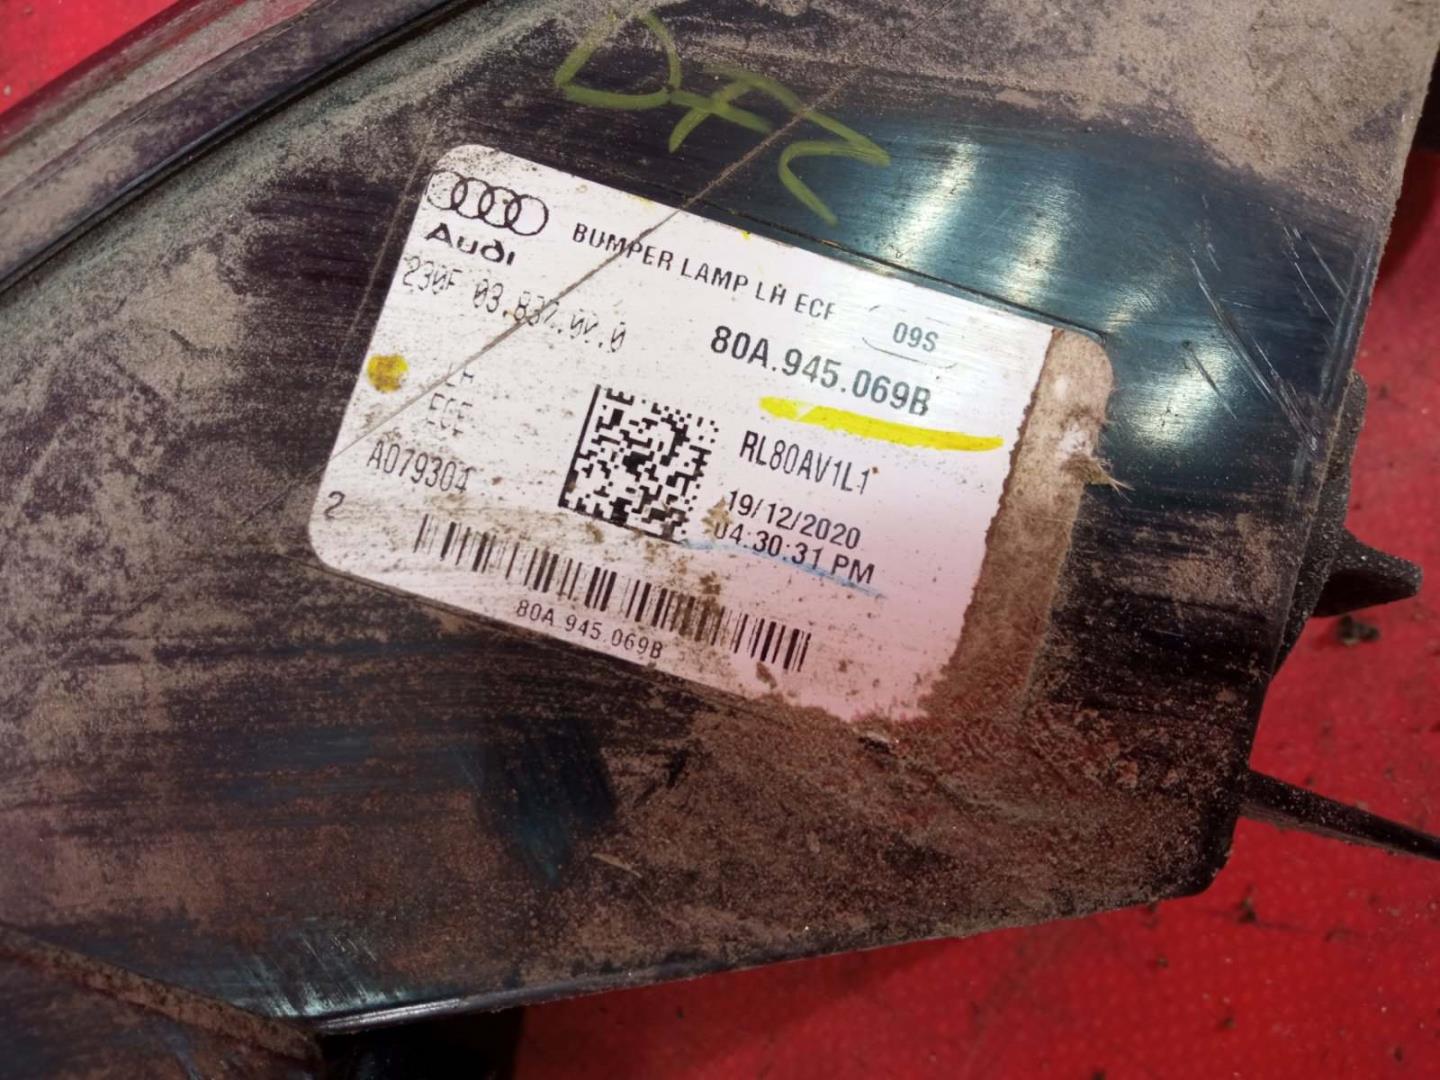 Audi
BUMPER LAMP LH ECE
09S
80A.945.069B
ECE
A079304
RL80AV1L1
19/12/2020
04:30:31 PM
2
80A.945.069B